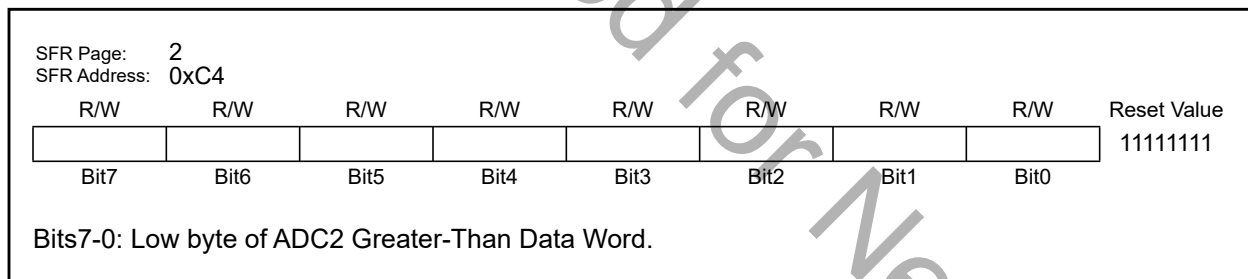 SFR Page: 2
SFR Address: 0xC4
R/W R/W R/W R/W R/W R/W R/W R/W Reset Value
11111111
Bit7 Bit6 Bit5 Bit4 Bit3 Bit2 Bit1 Bit0
Bits7-0: Low byte of ADC2 Greater-Than Data Word.
for